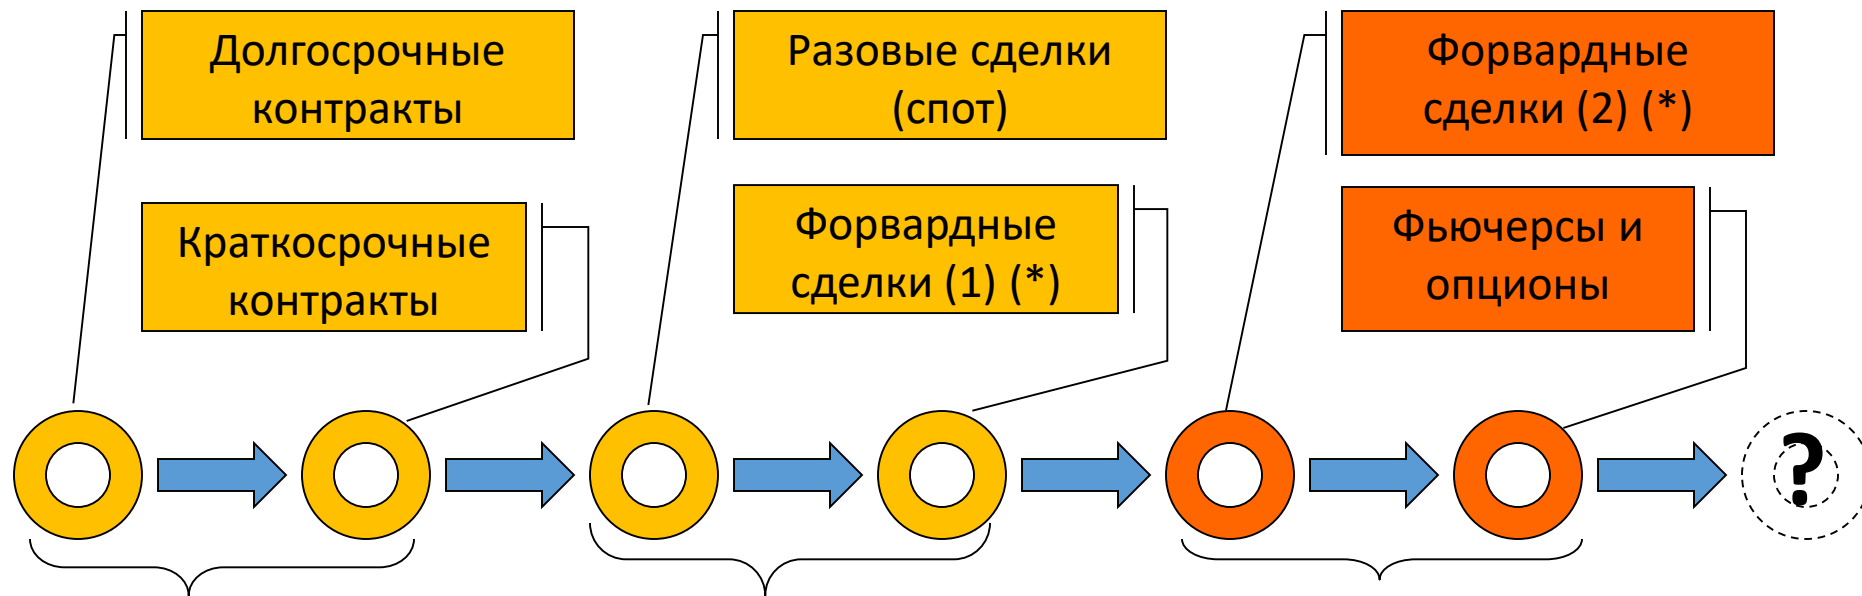 Долгосрочные
контракты
Краткосрочные
контракты
Разовые сделки
(спот)
Форвардные
сделки (1) (*)
Форвардные
сделки (2) (*)
Фьючерсы и
опционы
?